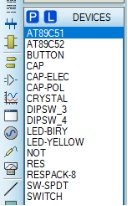 P L DEVICES
AT89C51
AT89C52
BUTTON
CAP
CAP-ELEC
CAP-POL
CRYSTAL
DIPSW_3
DIPSW_4
LED-BIRY
LED-YELLOW
NOT
RES
RESPACK-8
SW-SPDT
SWITCH